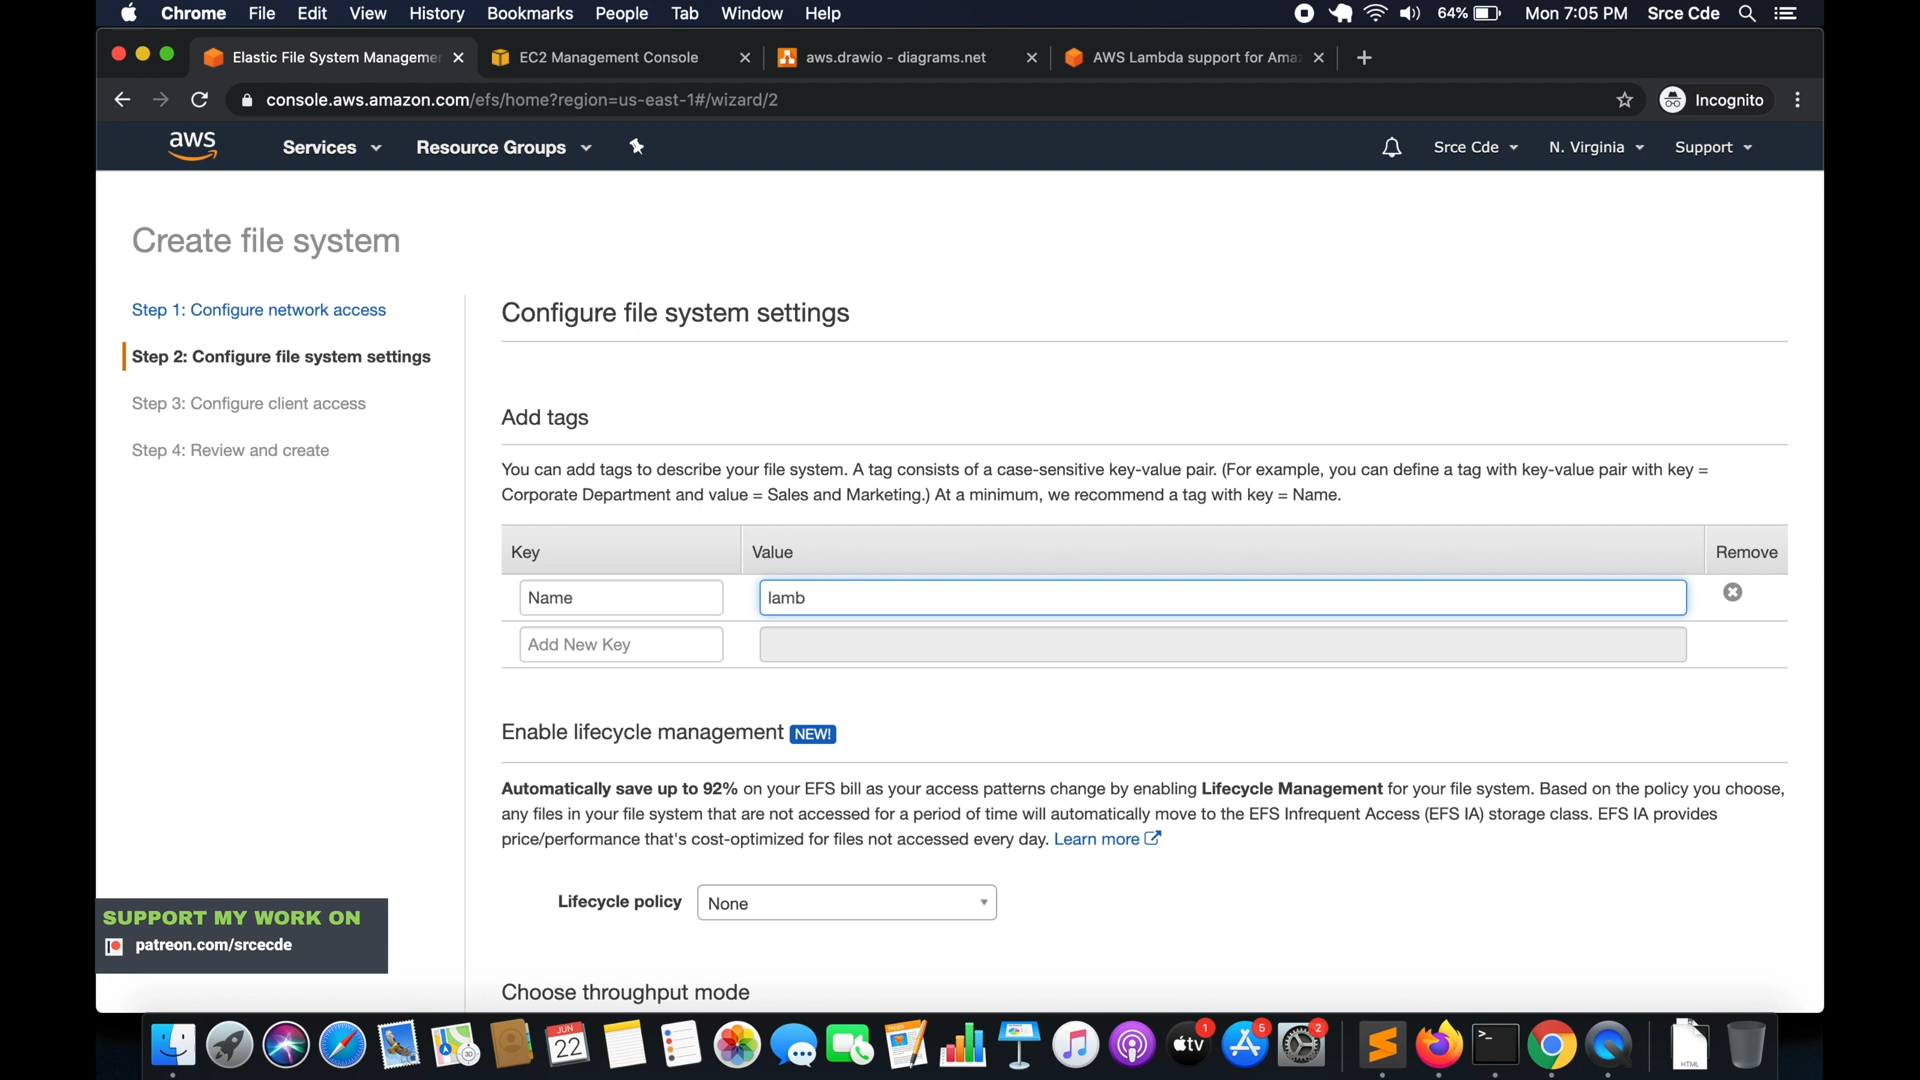 Chrome File Edit View History Bookmarks People Tab Window Help
64% Mon 7:05 PM Srce Cde
Elastic File System Manageme
EC2 Management Console
aws.drawio - diagrams.net
AWS Lambda support for Ama
console.aws.amazon.com/efs/home?region=us-east-1#/wizard/2
Incognito
aws Services Resource Groups Srce Cde N. Virginia Support
Create file system
Step 1: Configure network access
Step 2: Configure file system settings
Step 3: Configure client access
Step 4: Review and create
Configure file system settings
Add tags
You can add tags to describe your file system. A tag consists of a case-sensitive key-value pair. (For example, you can define a tag with key-value pair with key =
Corporate Department and value = Sales and Marketing.) At a minimum, we recommend a tag with key = Name.
Key Value Remove
Name lamb
Add New Key
Enable lifecycle management NEW!
Automatically save up to 92% on your EFS bill as your access patterns change by enabling Lifecycle Management for your file system. Based on the policy you choose,
any files in your file system that are not accessed for a period of time will automatically move to the EFS Infrequent Access (EFS IA) storage class. EFS IA provides
price/performance that's cost-optimized for files not accessed every day. Learn more
Lifecycle policy None
Choose throughput mode
SUPPORT MY WORK ON
patreon.com/srcecde
3D
JUN
22
tv
1
5
2
>_
HTML